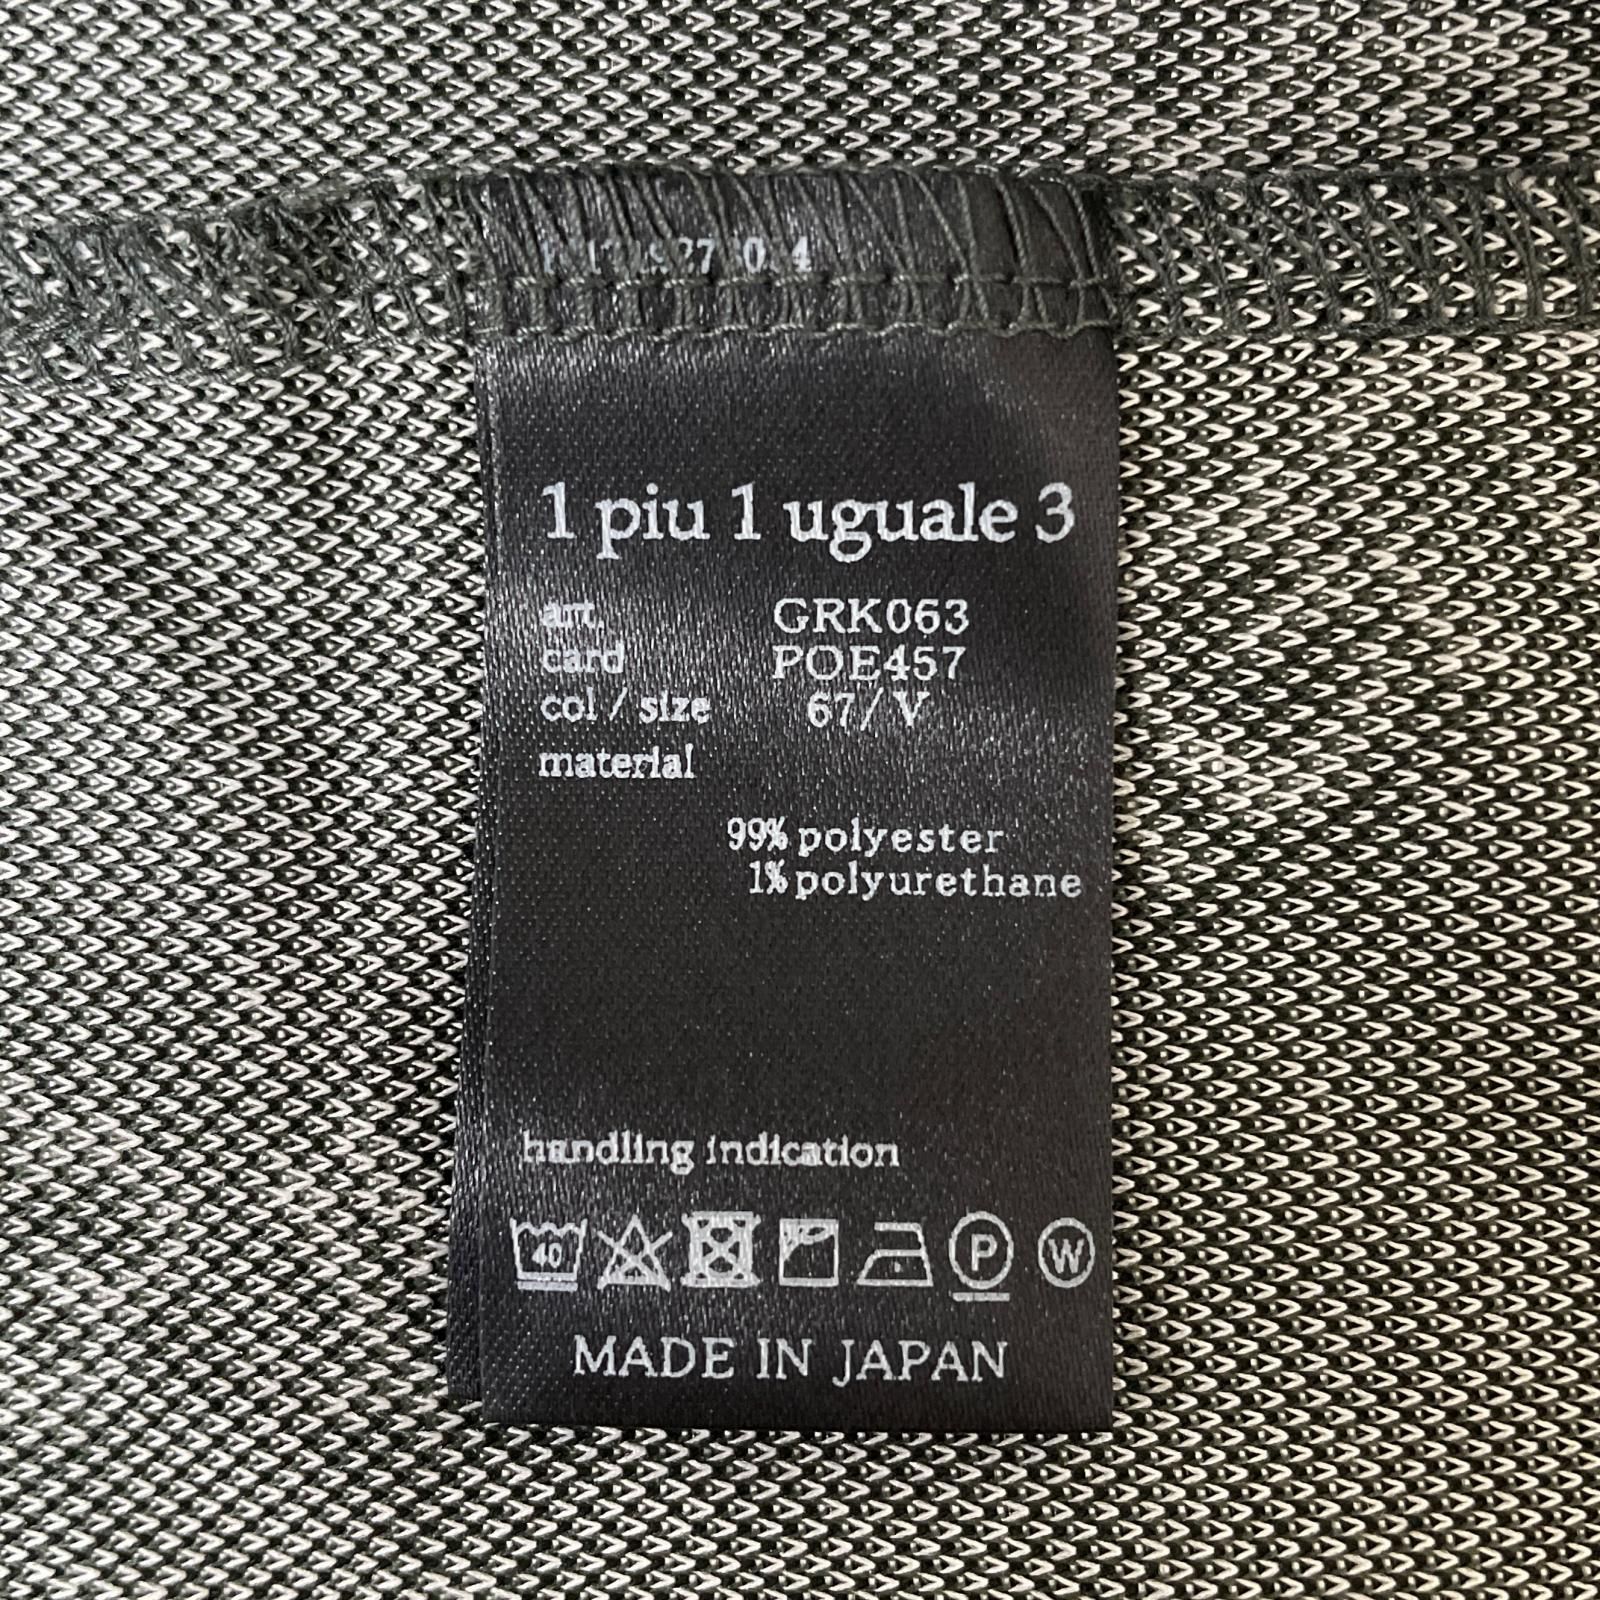 1 piu 1 uguale 3
art. GRK063
card POE457
col / size 67/V
material
99% polyester
1% polyurethane
handling indication
40 P W
MADE IN JAPAN